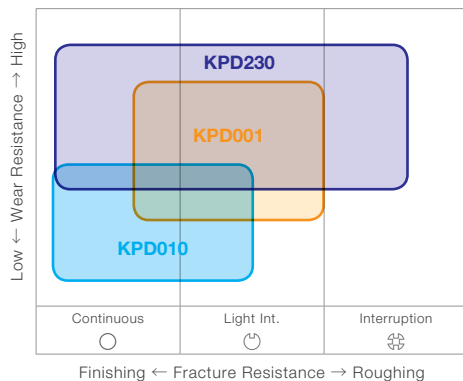 Low ← Wear Resistance → High
KPD230
KPD001
KPD010
Continuous
Light Int.
Interruption
Finishing ← Fracture Resistance → Roughing